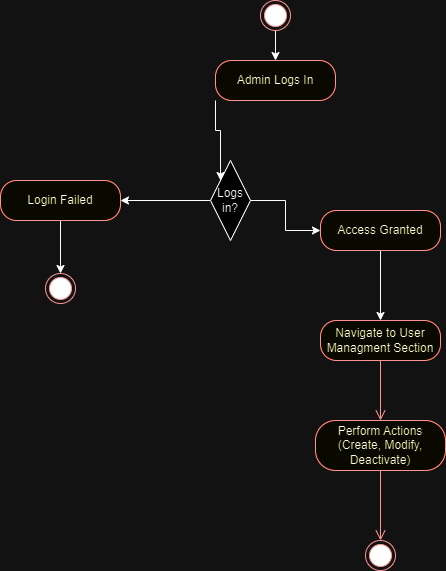 Admin Logs In
Logs
in?
Login Failed
Access Granted
Navigate to User
Managment Section
Perform Actions
(Create, Modify,
Deactivate)